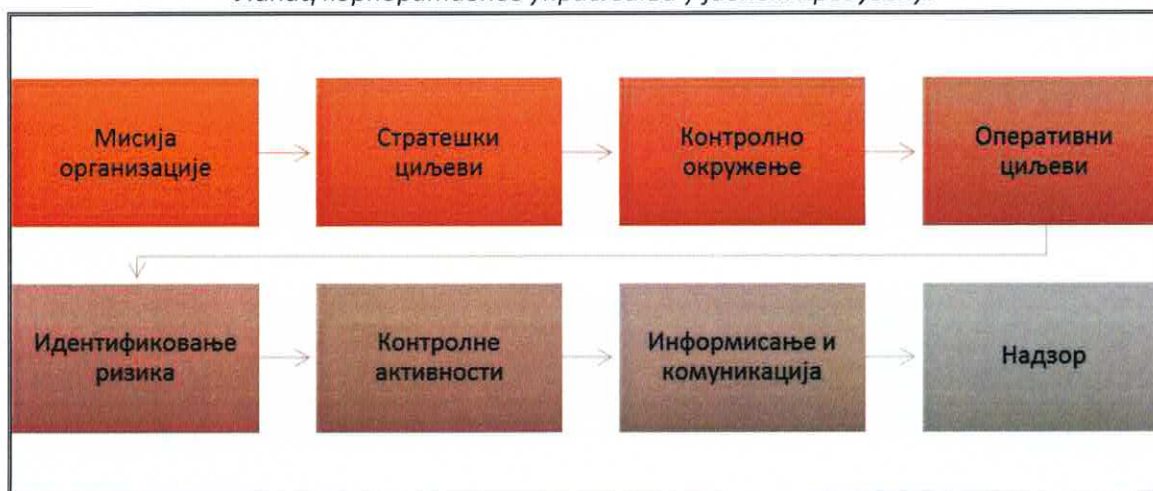 Мисија
организације
Стратешки
циљеви
Контролно
окружење
Оперативни
циљеви
Идентификовање
ризика
Контролне
активности
Информисање и
комуникација
Надзор